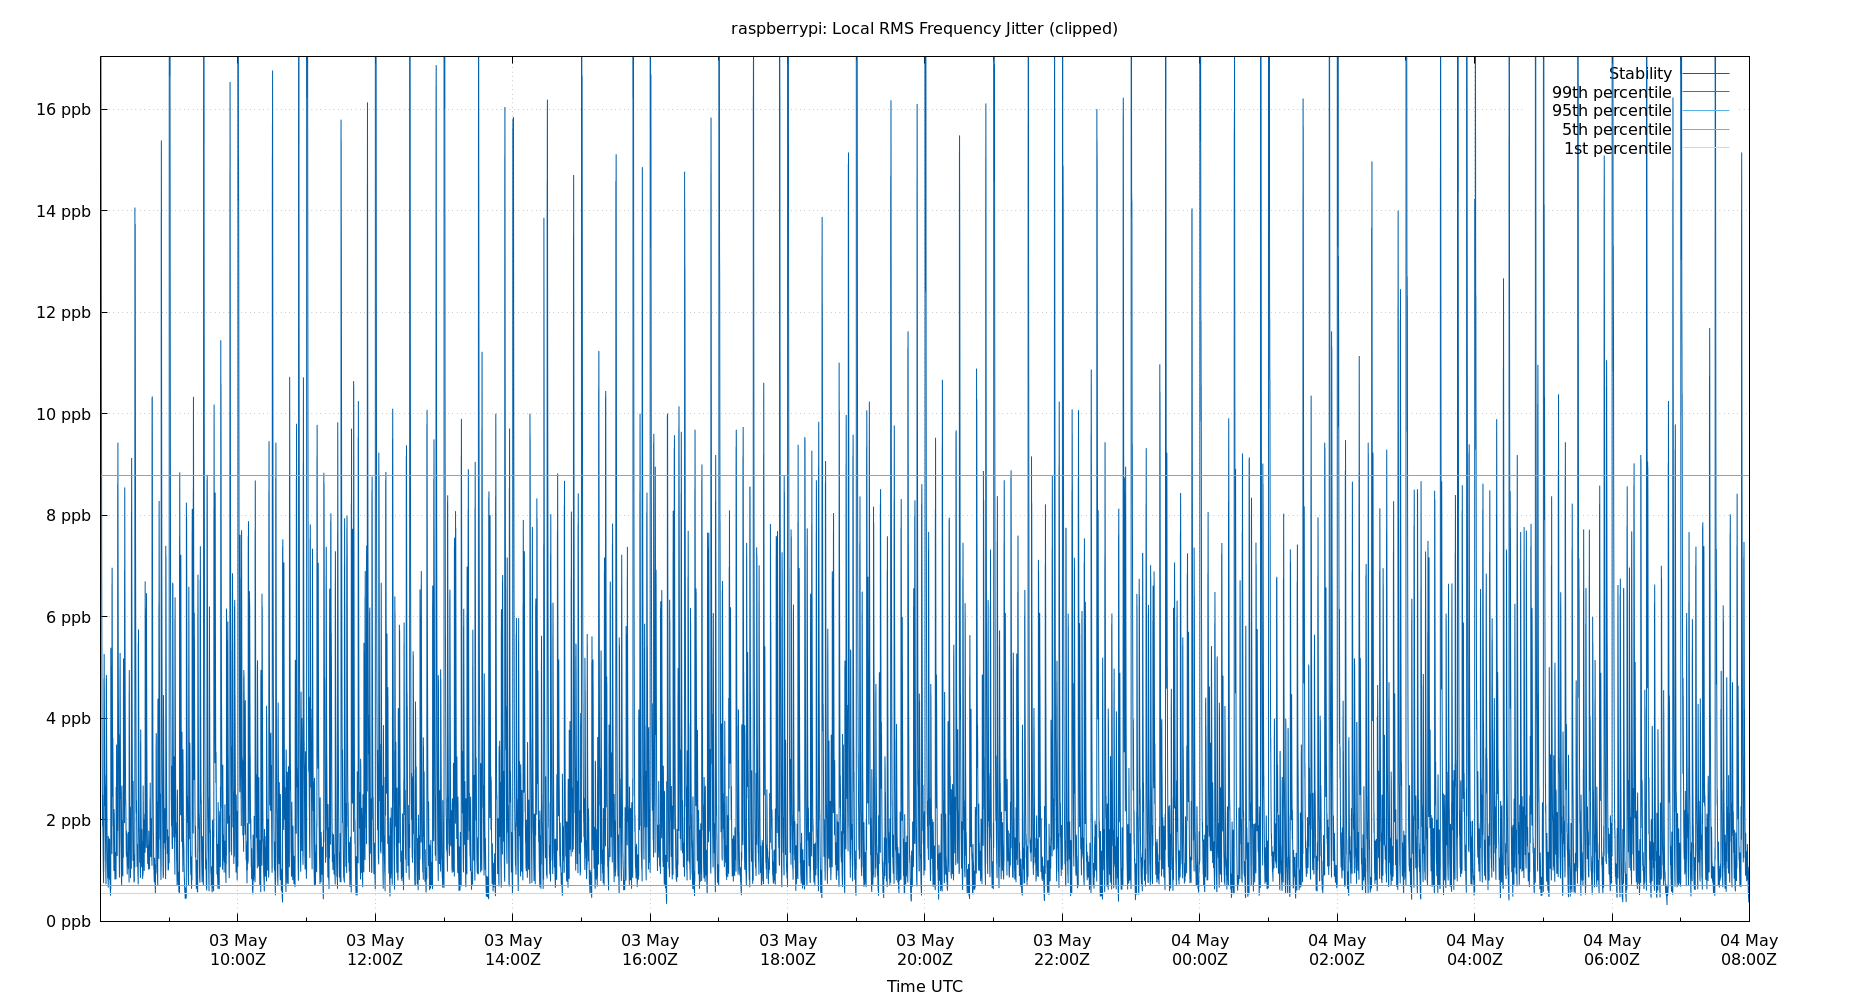 raspberrypi: Local RMS Frequency Jitter (clipped)
Stability
99th percentile
95th percentile
5th percentile
1st percentile
16 ppb
14 ppb
12 ppb
10 ppb
8 ppb
6 ppb
4 ppb
2 ppb
0 ppb
03 May 03 May 03 May 03 May 03 May 03 May 03 May 04 May 04 May 04 May 04 May 04 May
10:00Z 12:00Z 14:00Z 16:00Z 18:00Z 20:00Z 22:00Z 00:00Z 02:00Z 04:00Z 06:00Z 08:00Z
Time UTC